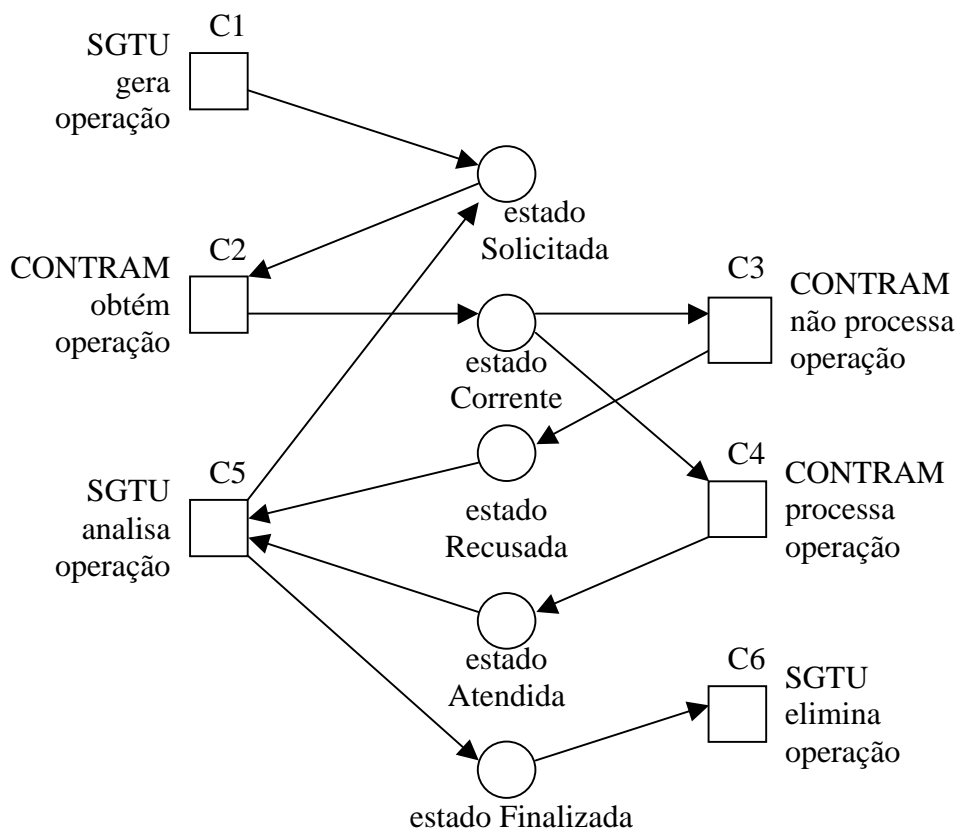 C1
SGTU
gera
operação
estado
Solicitada
C2
CONTRAM
obtém
operação
C3
CONTRAM
não processa
operação
estado
Corrente
C5
SGTU
analisa
operação
C4
CONTRAM
processa
operação
estado
Recusada
estado
Atendida
C6
SGTU
elimina
operação
estado Finalizada